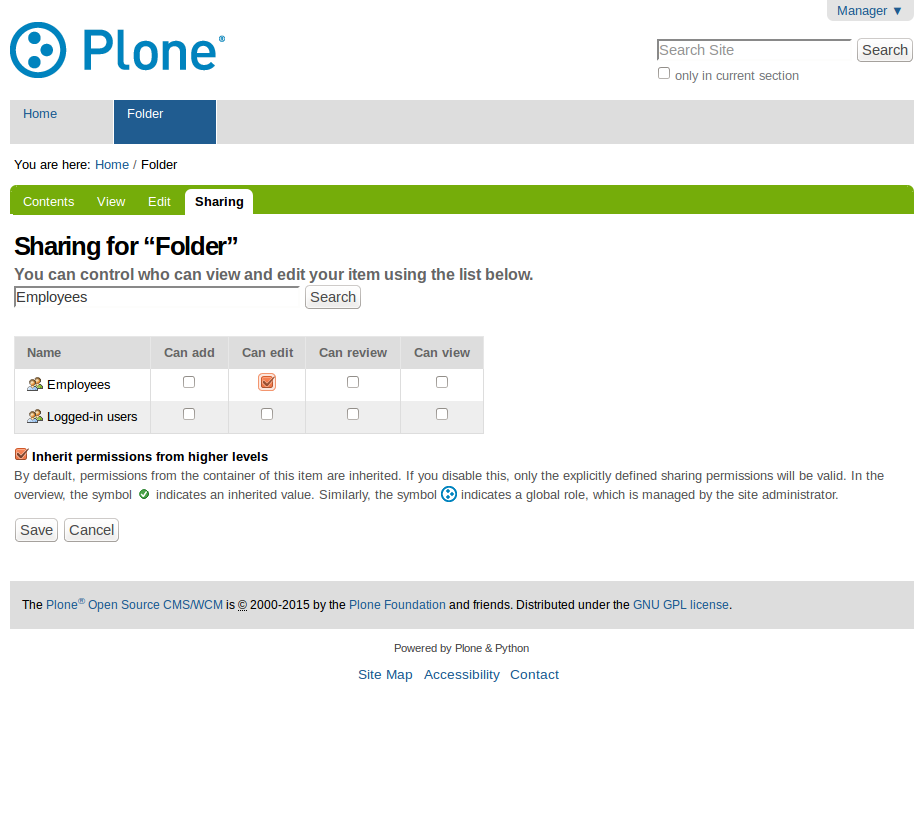 Manager ▼
Plone®
Search Site
Search
only in current section
Home
Folder
You are here: Home / Folder
Contents
View
Edit
Sharing
Sharing for “Folder”
You can control who can view and edit your item using the list below.
Employees
Search
Name Can add Can edit Can review Can view
Employees
Logged-in users
Inherit permissions from higher levels
By default, permissions from the container of this item are inherited. If you disable this, only the explicitly defined sharing permissions will be valid. In the
overview, the symbol indicates an inherited value. Similarly, the symbol indicates a global role, which is managed by the site administrator.
Save
Cancel
The Plone® Open Source CMS/WCM is © 2000-2015 by the Plone Foundation and friends. Distributed under the GNU GPL license.
Powered by Plone & Python
Site Map Accessibility Contact